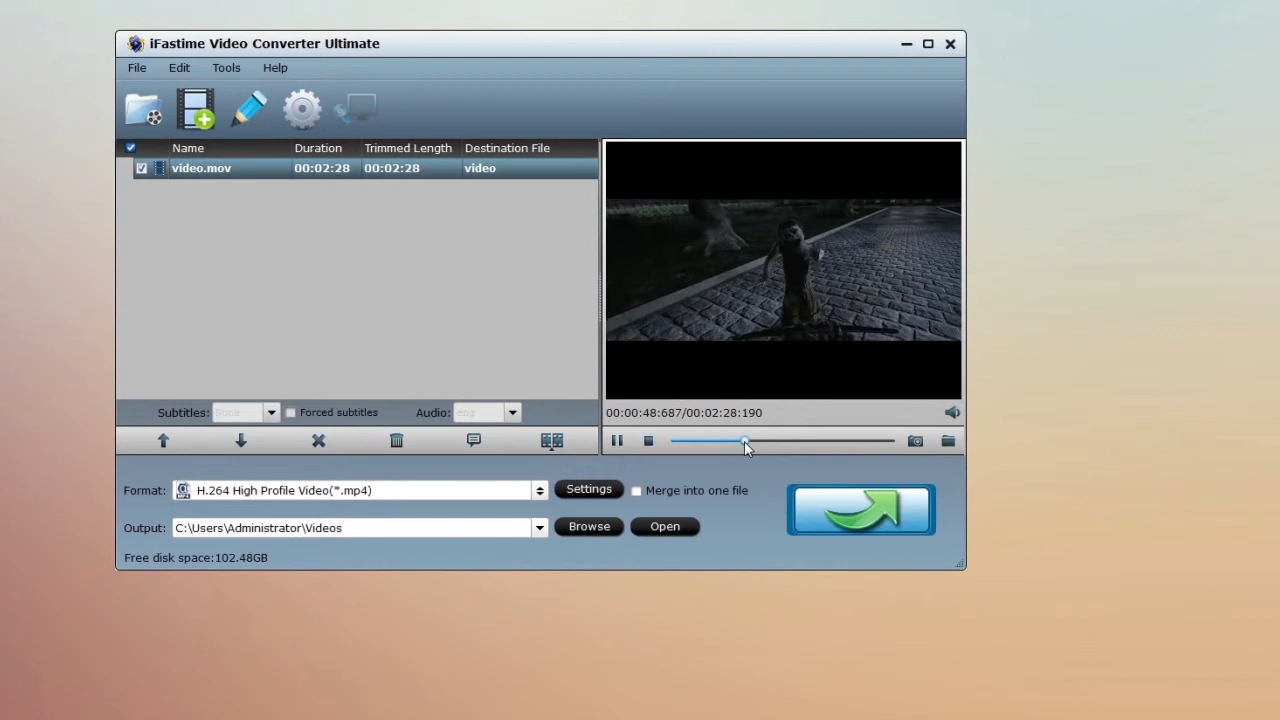 iFastime Video Converter Ultimate
File Edit Tools Help
Name Duration Trimmed Length Destination File
video.mov 00:02:28 00:02:28 video
Subtitles: None Forced subtitles Audio: eng
00:00:48:687/00:02:28:190
Format: H.264 High Profile Video(*.mp4) Settings Merge into one file
Output: C:\Users\Administrator\Videos Browse Open
Free disk space:102.48GB